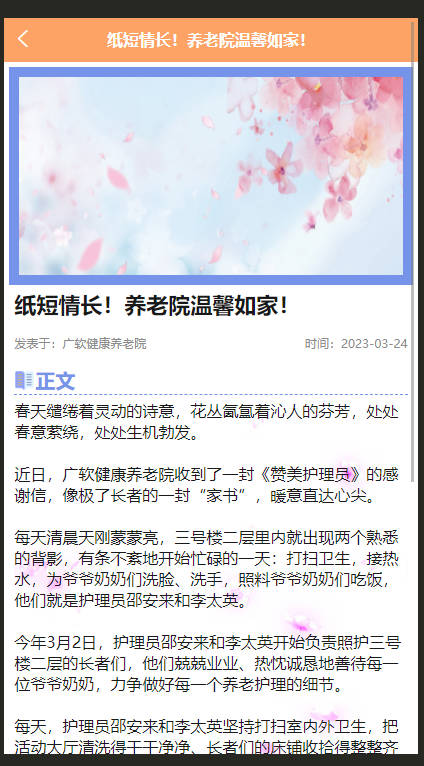 纸短情长！养老院温馨如家！
纸短情长！养老院温馨如家！
发表于：广软健康养老院 时间：2023-03-24
正文
春天缱绻着灵动的诗意，花丛氤氲着沁人的芬芳，处处
春意萦绕，处处生机勃发。
近日，广软健康养老院收到了一封《赞美护理员》的感
谢信，像极了长者的一封“家书”，暖意直达心尖。
每天清晨天刚蒙蒙亮，三号楼二层里内就出现两个熟悉
的背影，有条不紊地开始忙碌的一天：打扫卫生，接热
水，为爷爷奶奶们洗脸、洗手，照料爷爷奶奶们吃饭，
他们就是护理员邵安来和李太英。
今年3月2日，护理员邵安来和李太英开始负责照护三号
楼二层的长者们，他们兢兢业业、热忱诚恳地善待每一
位爷爷奶奶，力争做好每一个养老护理的细节。
每天，护理员邵安来和李太英坚持打扫室内外卫生，把
活动大厅清洗得干干净净、长者们的床铺收拾得整整齐